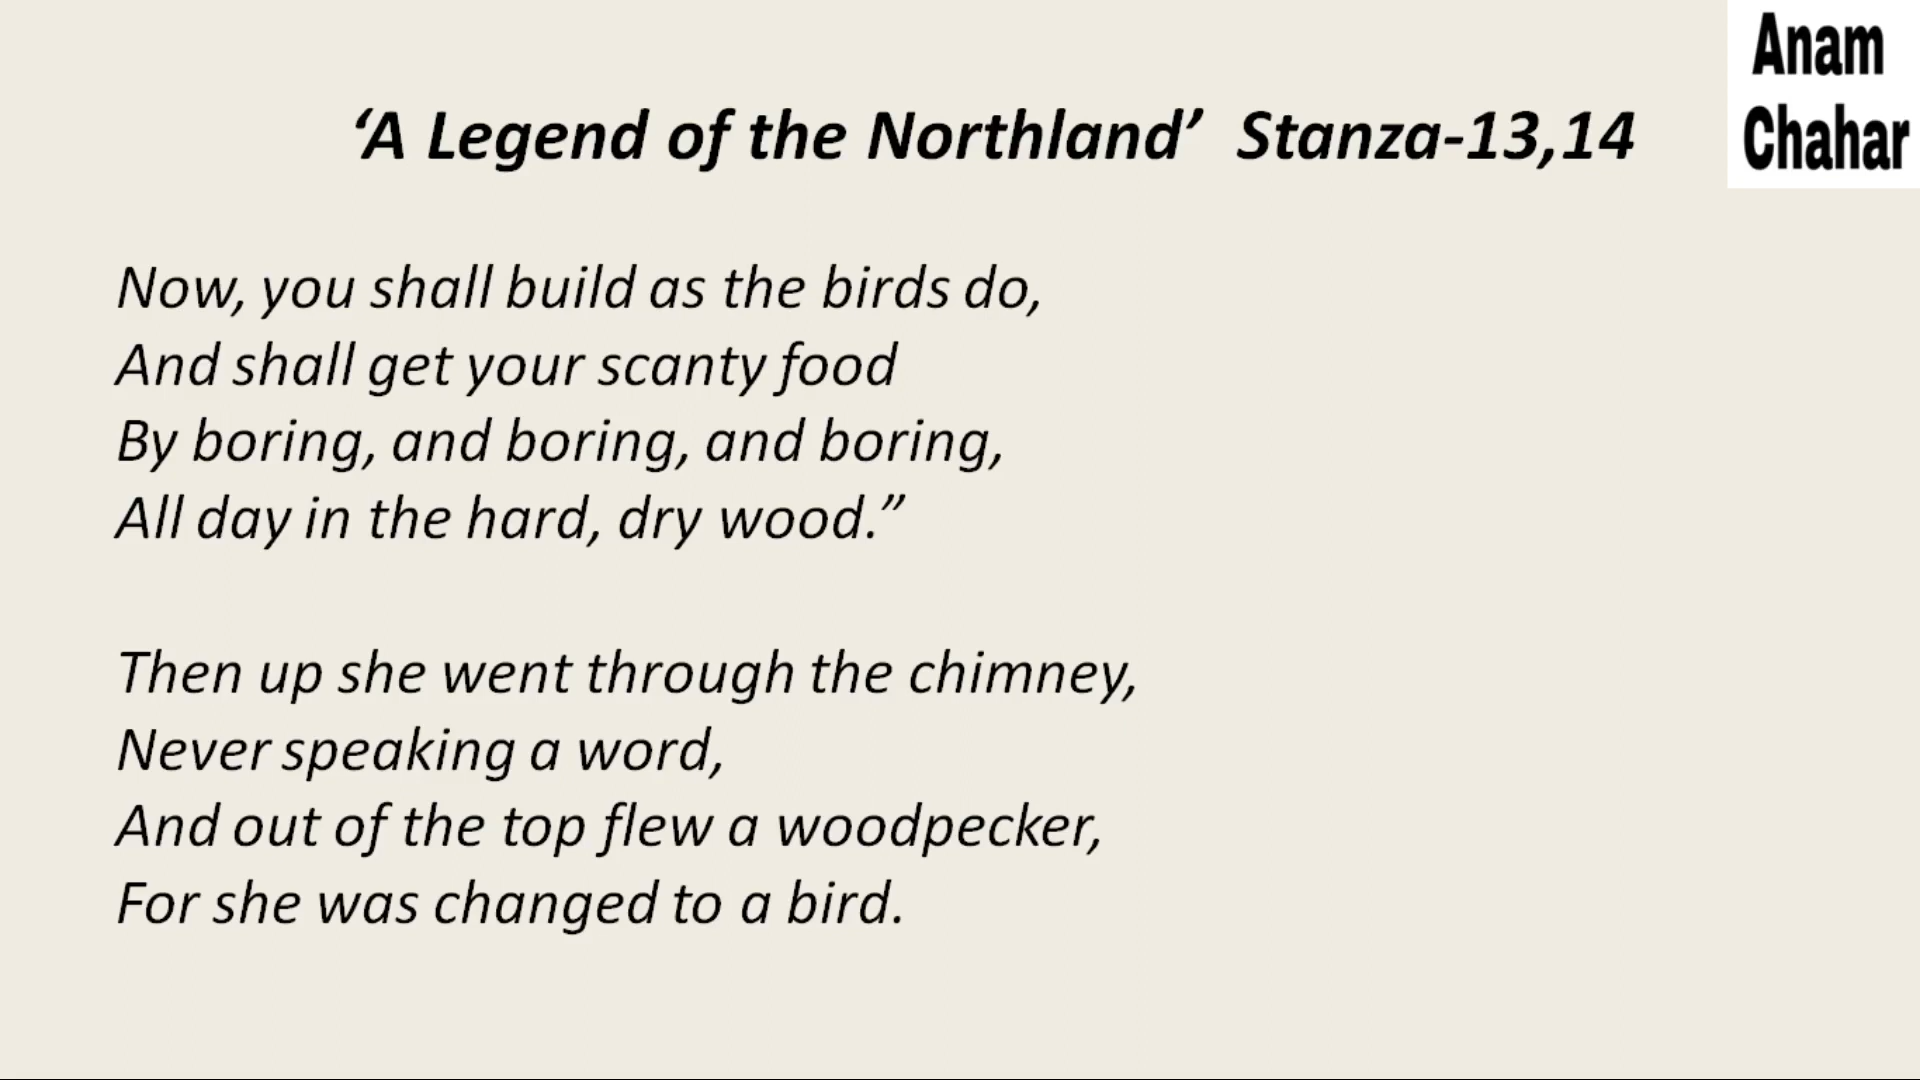 Anam
Chahar
‘A Legend of the Northland’ Stanza-13,14
Now, you shall build as the birds do,
And shall get your scanty food
By boring, and boring, and boring,
All day in the hard, dry wood.”
Then up she went through the chimney,
Never speaking a word,
And out of the top flew a woodpecker,
For she was changed to a bird.